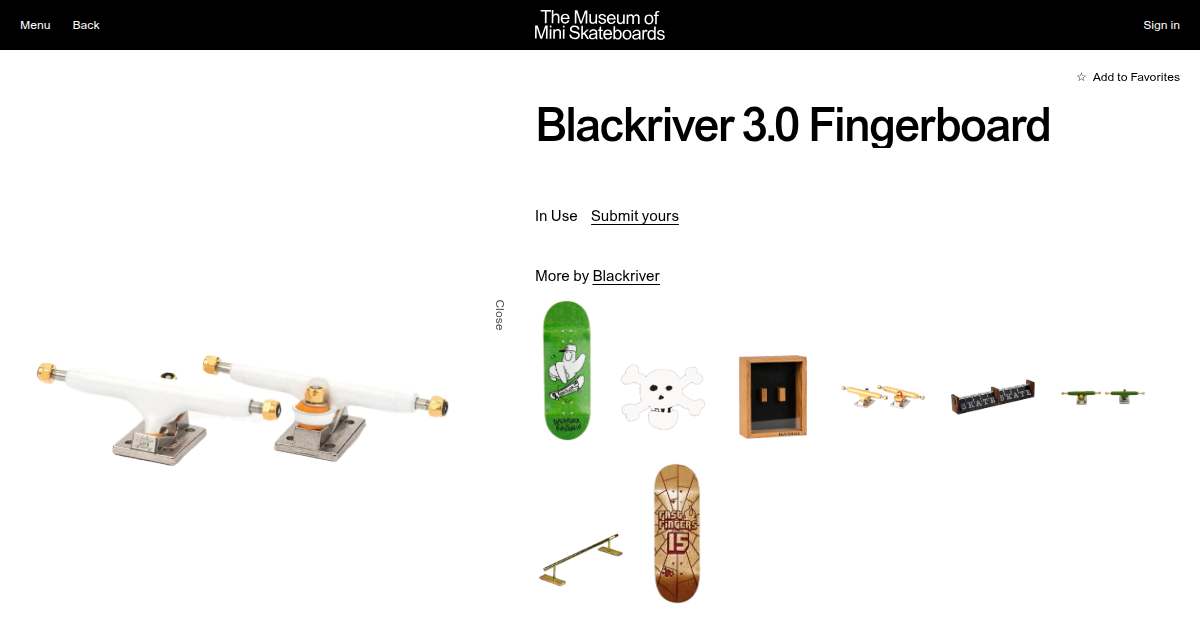 Menu
Back
The Museum of
Mini Skateboards
Sign in
☆ Add to Favorites
Blackriver 3.0 Fingerboard
In Use Submit yours
More by Blackriver
Close
SKATE SKATE
FAST
FINGERS
15